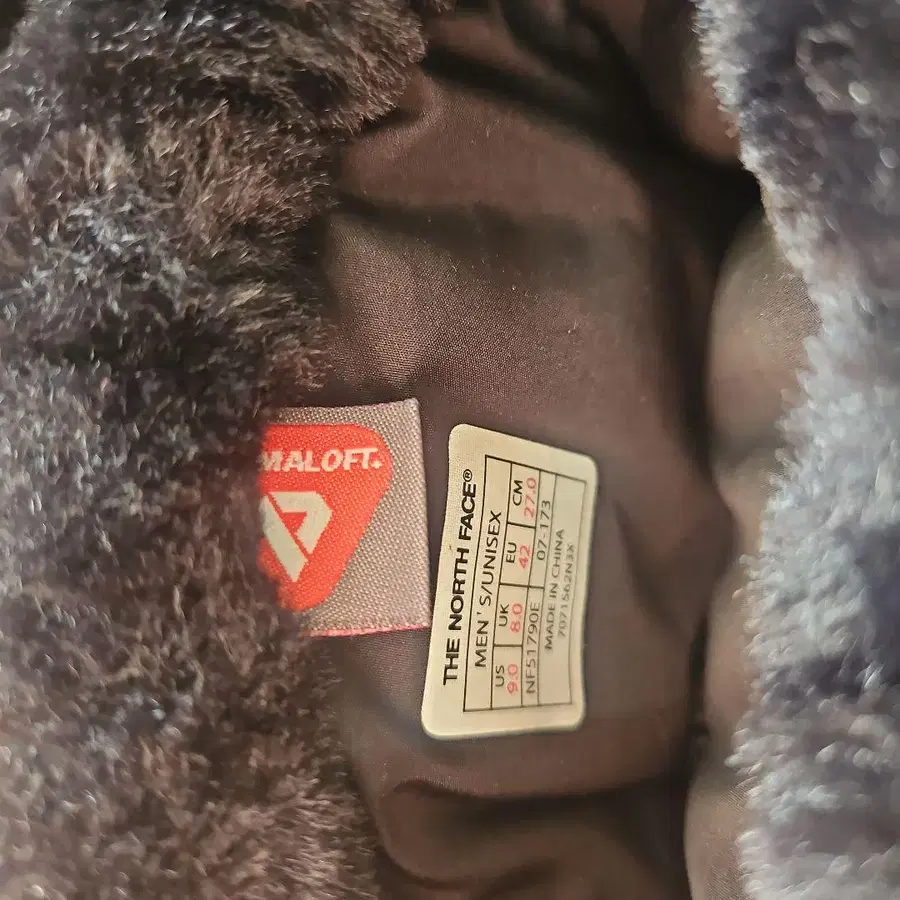 MALOFT
THE NORTH FACE®
MEN'S/UNISEX
US UK EU CM
9.0 8.0 42 27.0
NFS1790E 07-173
MADE IN CHINA
7071562N3X